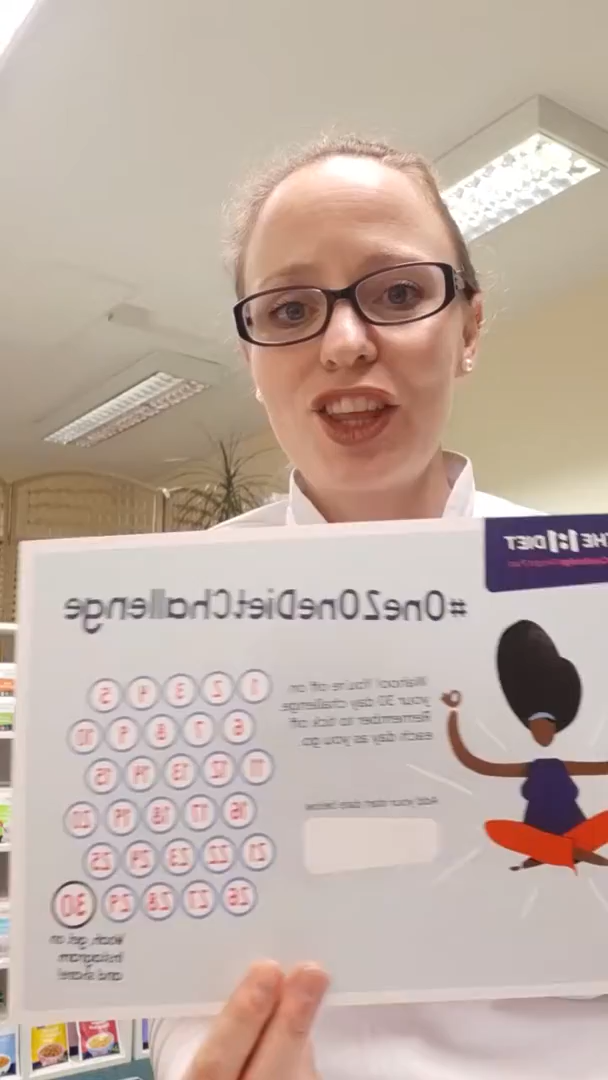 THE 1:1 DIET
#One2OneDietChallenge
Wahoo! You're off on
your 30 day challenge.
Remember to tick off
each day as you go.
Add your start date below
1 2 3 4 5
6 7 8 9 10
11 12 13 14 15
16 17 18 19 20
21 22 23 24 25
26 27 28 29 30
Woah, get on
Instagram
and share!